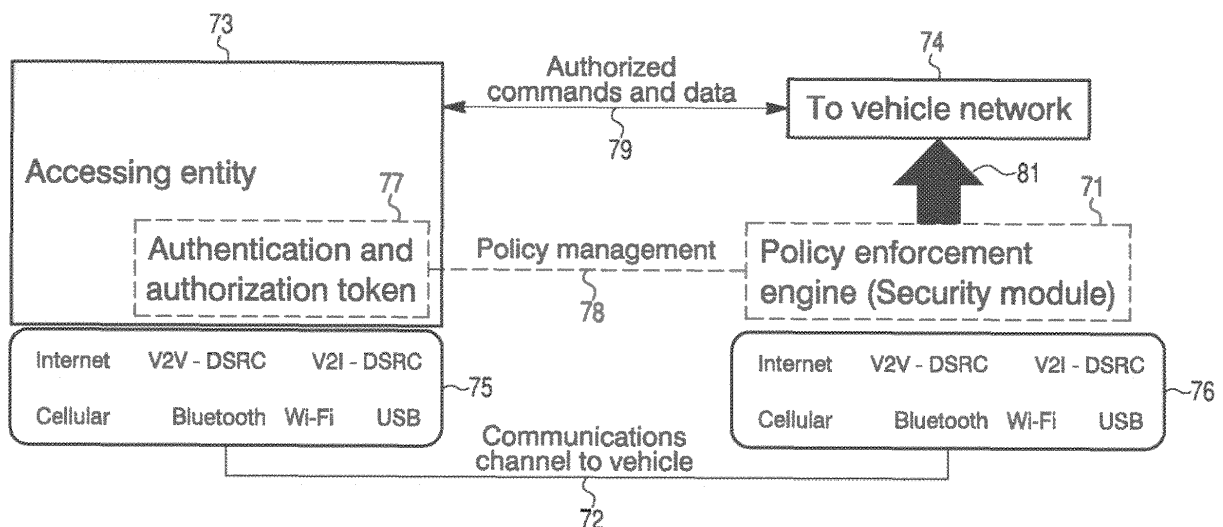 73
74
Authorized
commands and data
79
To vehicle network
81
Accessing entity
77
71
Authentication and
authorization token
Policy management
78
Policy enforcement
engine (Security module)
Internet V2V - DSRC V2I - DSRC
75
Cellular Bluetooth Wi-Fi USB
Internet V2V - DSRC V2I - DSRC
76
Cellular Bluetooth Wi-Fi USB
Communications
channel to vehicle
72